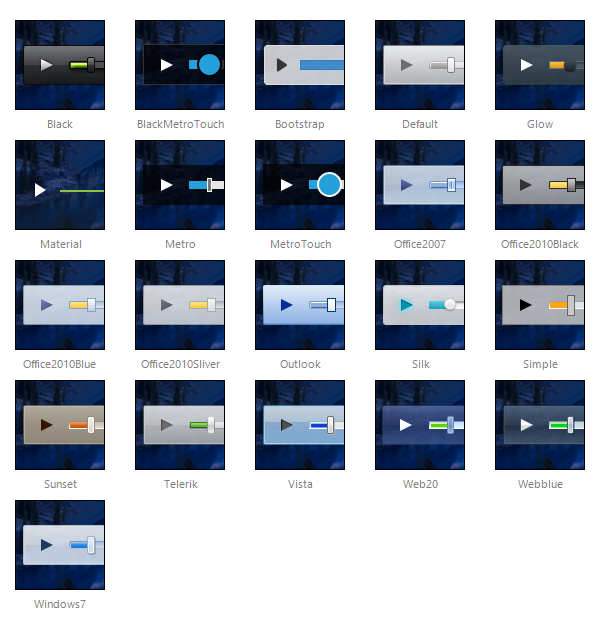 Black
BlackMetroTouch
Bootstrap
Default
Glow
Material
Metro
MetroTouch
Office2007
Office2010Black
Office2010Blue
Office2010Sliver
Outlook
Silk
Simple
Sunset
Telerik
Vista
Web20
Webblue
Windows7